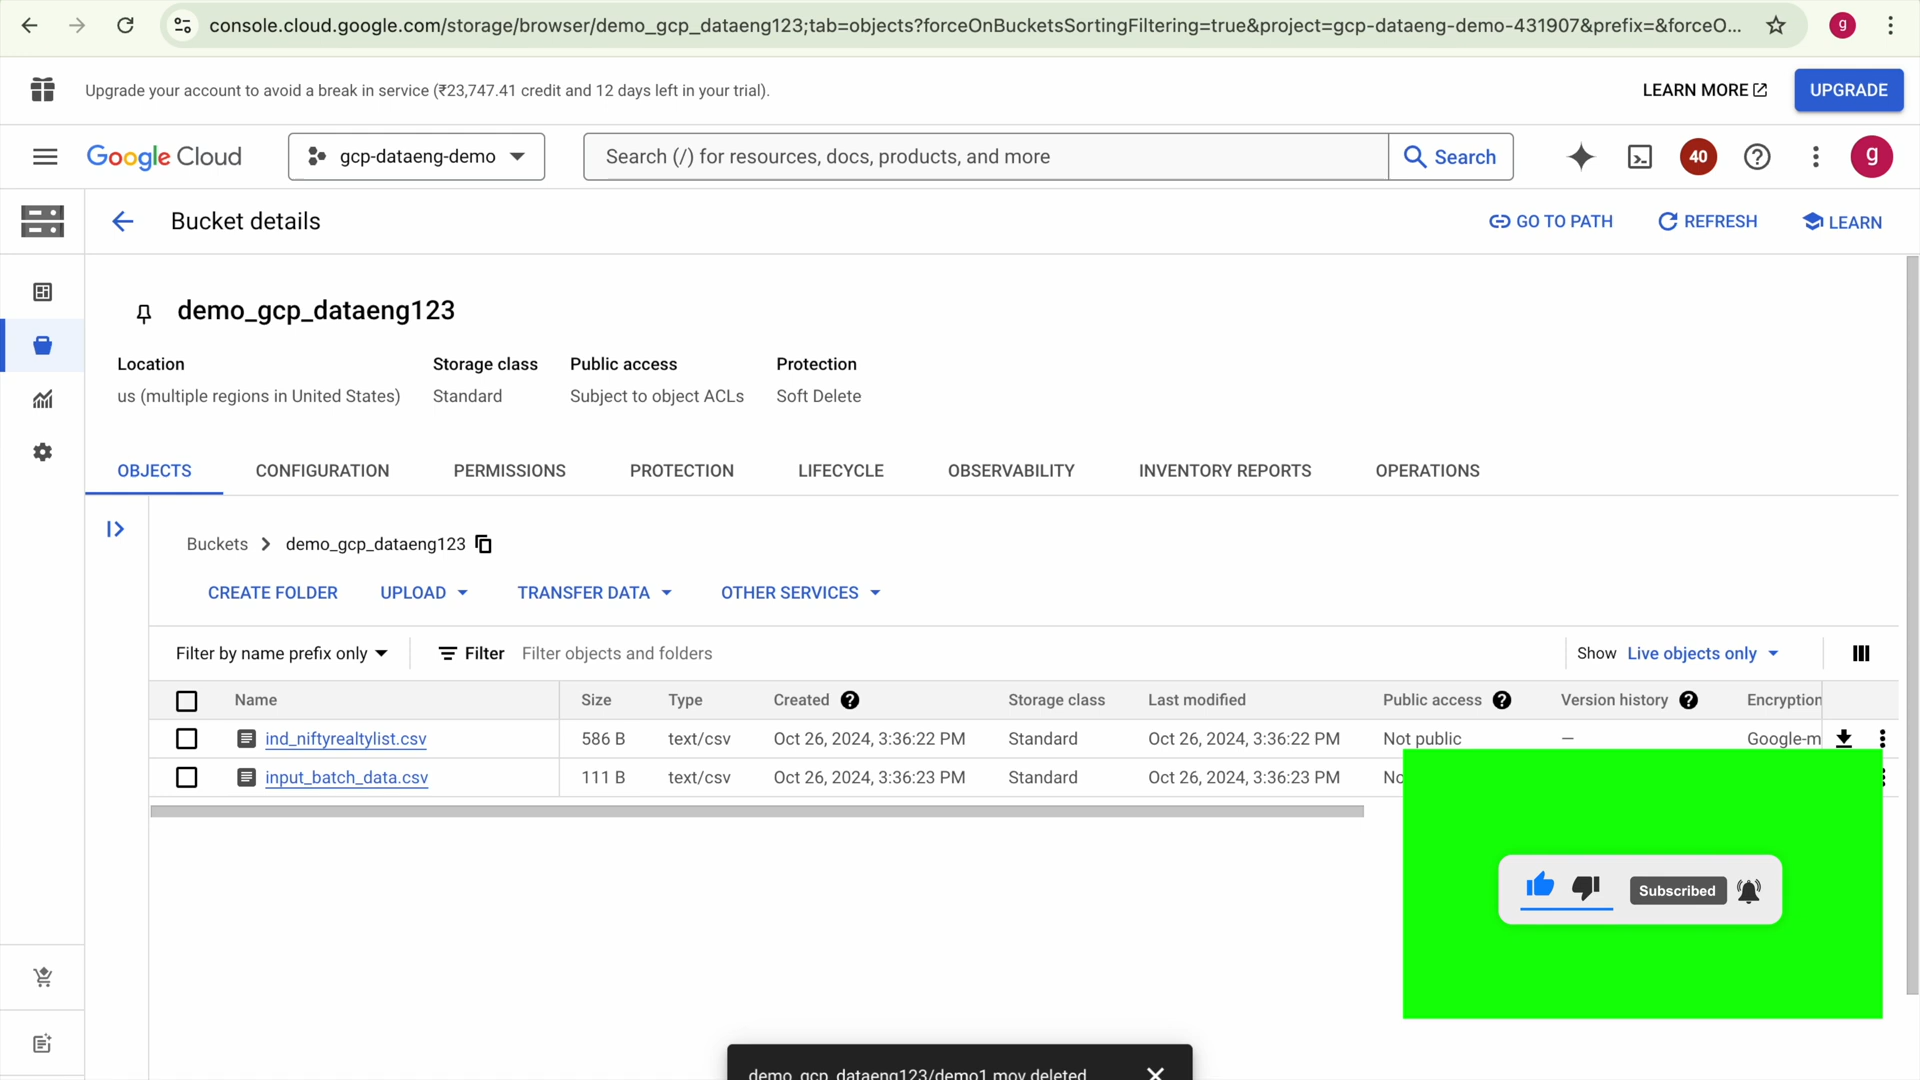 console.cloud.google.com/storage/browser/demo_gcp_dataeng123;tab=objects?forceOnBucketsSortingFiltering=true&project=gcp-dataeng-demo-431907&prefix=&forceO...
g
Upgrade your account to avoid a break in service (₹23,747.41 credit and 12 days left in your trial).
LEARN MORE
UPGRADE
Google Cloud
gcp-dataeng-demo
Search (/) for resources, docs, products, and more
Search
40
g
Bucket details
GO TO PATH
REFRESH
LEARN
demo_gcp_dataeng123
Location Storage class Public access Protection
us (multiple regions in United States) Standard Subject to object ACLs Soft Delete
OBJECTS CONFIGURATION PERMISSIONS PROTECTION LIFECYCLE OBSERVABILITY INVENTORY REPORTS OPERATIONS
Buckets demo_gcp_dataeng123
CREATE FOLDER UPLOAD TRANSFER DATA OTHER SERVICES
Filter by name prefix only Filter Filter objects and folders Show Live objects only
Name Size Type Created Storage class Last modified Public access Version history Encryption
ind_niftyrealtylist.csv 586 B text/csv Oct 26, 2024, 3:36:22 PM Standard Oct 26, 2024, 3:36:22 PM Not public — Google-m
input_batch_data.csv 111 B text/csv Oct 26, 2024, 3:36:23 PM Standard Oct 26, 2024, 3:36:23 PM
Subscribed
demo_gcp_dataeng123/demo1.mov deleted